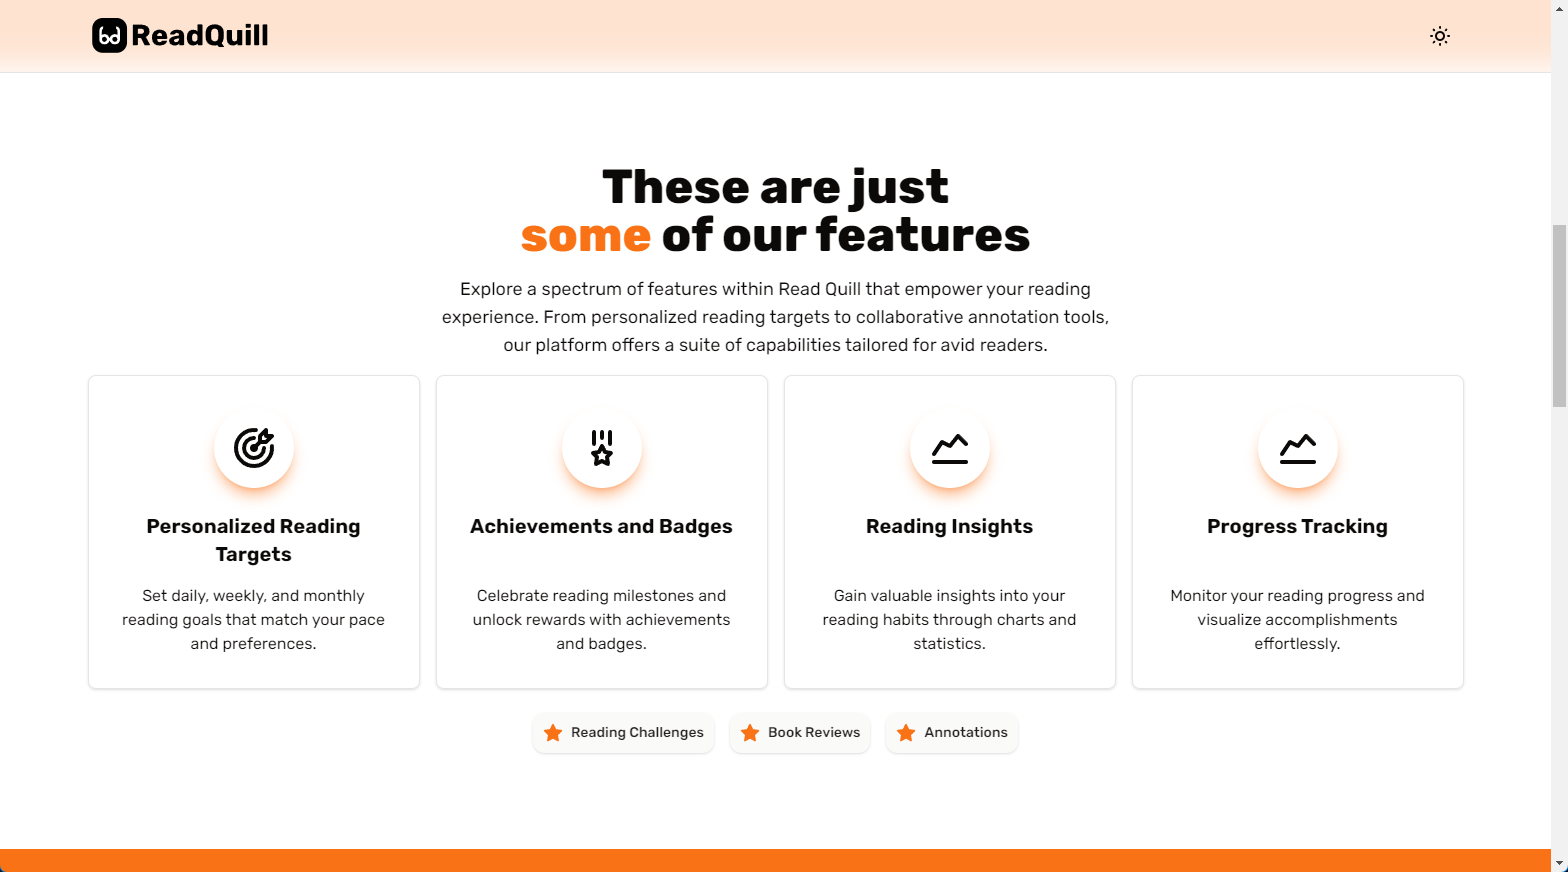 ReadQuill
These are just
some of our features
Explore a spectrum of features within Read Quill that empower your reading
experience. From personalized reading targets to collaborative annotation tools,
our platform offers a suite of capabilities tailored for avid readers.
Personalized Reading
Targets
Set daily, weekly, and monthly
reading goals that match your pace
and preferences.
Achievements and Badges
Celebrate reading milestones and
unlock rewards with achievements
and badges.
Reading Insights
Gain valuable insights into your
reading habits through charts and
statistics.
Progress Tracking
Monitor your reading progress and
visualize accomplishments
effortlessly.
Reading Challenges
Book Reviews
Annotations